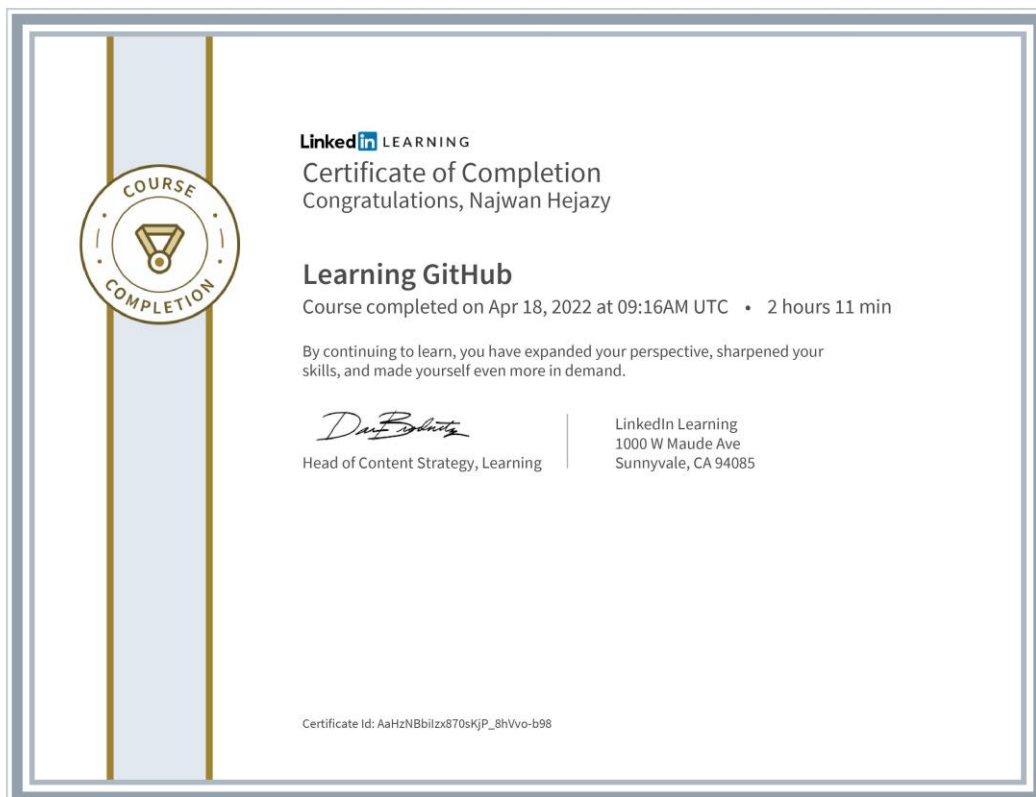 COURSE
COMPLETION
Linked in LEARNING
Certificate of Completion
Congratulations, Najwan Hejazy
Learning GitHub
Course completed on Apr 18, 2022 at 09:16AM UTC • 2 hours 11 min
By continuing to learn, you have expanded your perspective, sharpened your
skills, and made yourself even more in demand.
Head of Content Strategy, Learning
LinkedIn Learning
1000 W Maude Ave
Sunnyvale, CA 94085
Certificate Id: AaHzNBbiIzx870sKjP_8hVvo-b98